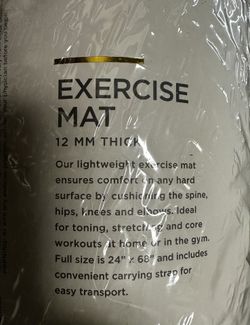 EXERCISE
MAT
12 MM THICK
Our lightweight exercise mat
ensures comfort on any hard
surface by cushioning the spine,
hips, knees and elbows. Ideal
for toning, stretching and core
workouts at home or in the gym.
Full size is 24" x 68" and includes
convenient carrying strap for
easy transport.